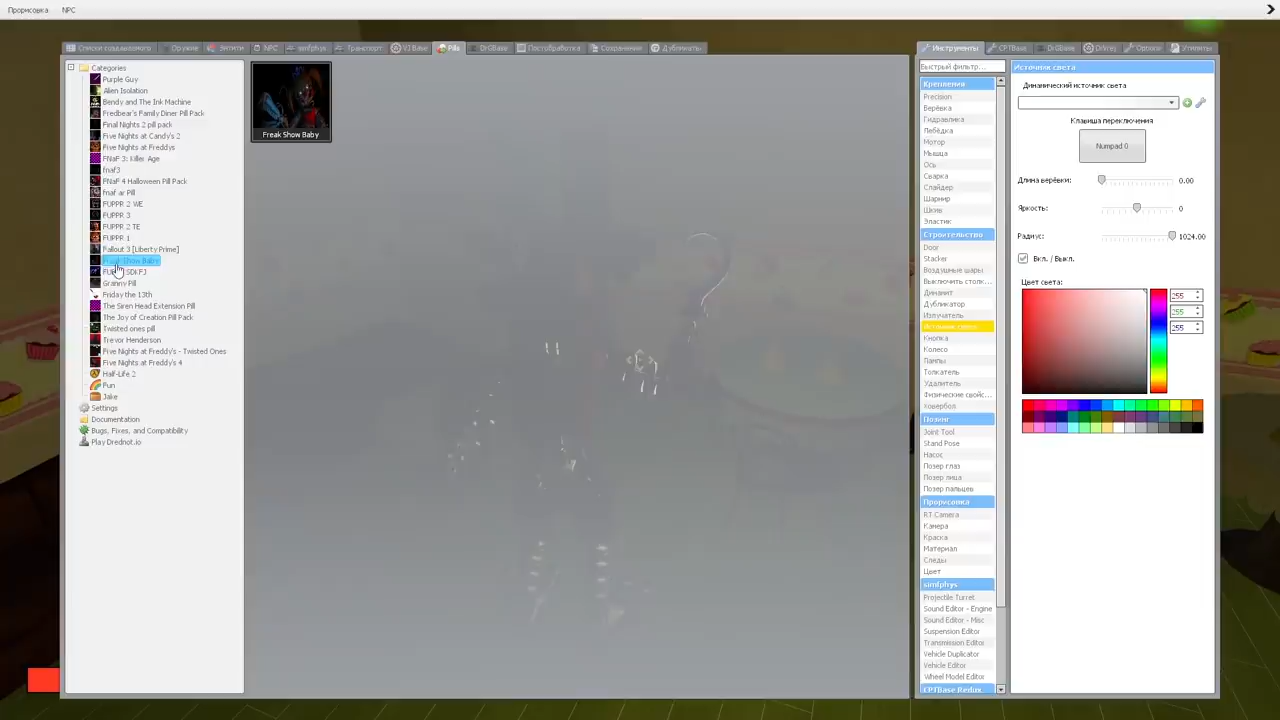 Прорисовка NPC
Списки создаваемого Оружие Энтити NPC simfphys Транспорт VJ Base Pills DrGBase Постобработка Сохранения Дубликаты
Categories
Purple Guy
Alien Isolation
Bendy and The Ink Machine
Fredbear's Family Diner Pill Pack
Final Nights 2 pill pack
Five Nights at Candy's 2
Five Nights at Freddys
FNaF 3: Killer Age
fnaf3
FNaF 4 Halloween Pill Pack
fnaf ar Pill
FUPPR 2 WE
FUPPR 3
FUPPR 2 TE
FUPPR 1
Fallout 3 [Liberty Prime]
Freak Show Baby
Granny Pill
Friday the 13th
The Siren Head Extension Pill
The Joy of Creation Pill Pack
Twisted ones pill
Trevor Henderson
Five Nights at Freddy's - Twisted Ones
Five Nights at Freddy's 4
Half-Life 2
Fun
Jake
Settings
Documentation
Bugs, Fixes, and Compatibility
Play Drednot.io
Freak Show Baby
Инструменты CPTBase DrGBase DrVrey Options Утилиты
Быстрый фильтр...
Крепления
Precision
Верёвка
Гидравлика
Лебёдка
Мотор
Мышца
Ось
Сварка
Слайдер
Шарнир
Шкив
Эластик
Строительство
Door
Stacker
Воздушные шары
Выключить столк...
Динамит
Дубликатор
Излучатель
Источник света
Кнопка
Колесо
Лампы
Толкатель
Удалитель
Физические свойс...
Ховербол
Позинг
Joint Tool
Stand Pose
Насос
Позер глаз
Позер лица
Позер пальцев
Прорисовка
RT Camera
Камера
Краска
Материал
Следы
Цвет
simfphys
Projectile Turret
Sound Editor - Engine
Sound Editor - Misc
Suspension Editor
Transmission Editor
Vehicle Duplicator
Vehicle Editor
Wheel Model Editor
CPTBase Redux
Источник света
Динамический источник света
Клавиша переключения
Numpad 0
Длина верёвки: 0.00
Яркость: 0
Радиус: 1024.00
Вкл. / Выкл.
Цвет света:
255
255
255